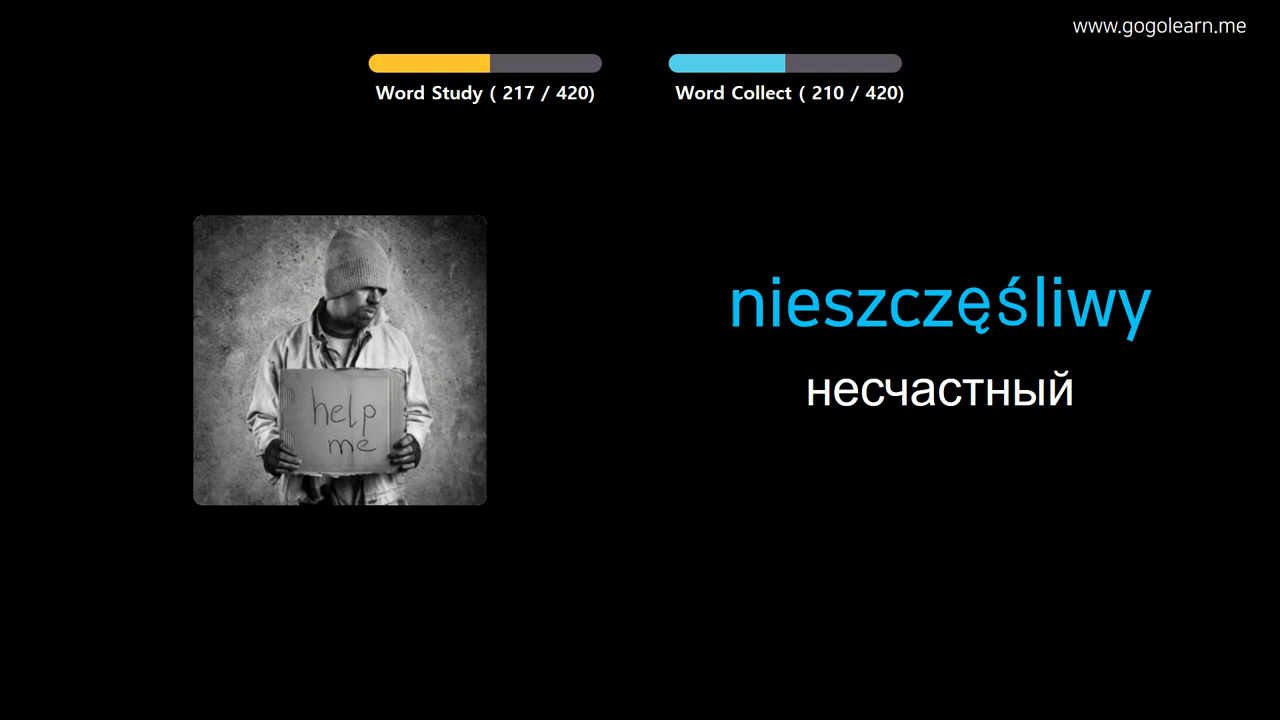 www.gogolearn.me
Word Study ( 217 / 420)
Word Collect ( 210 / 420)
help
me
nieszczęśliwy
несчастный